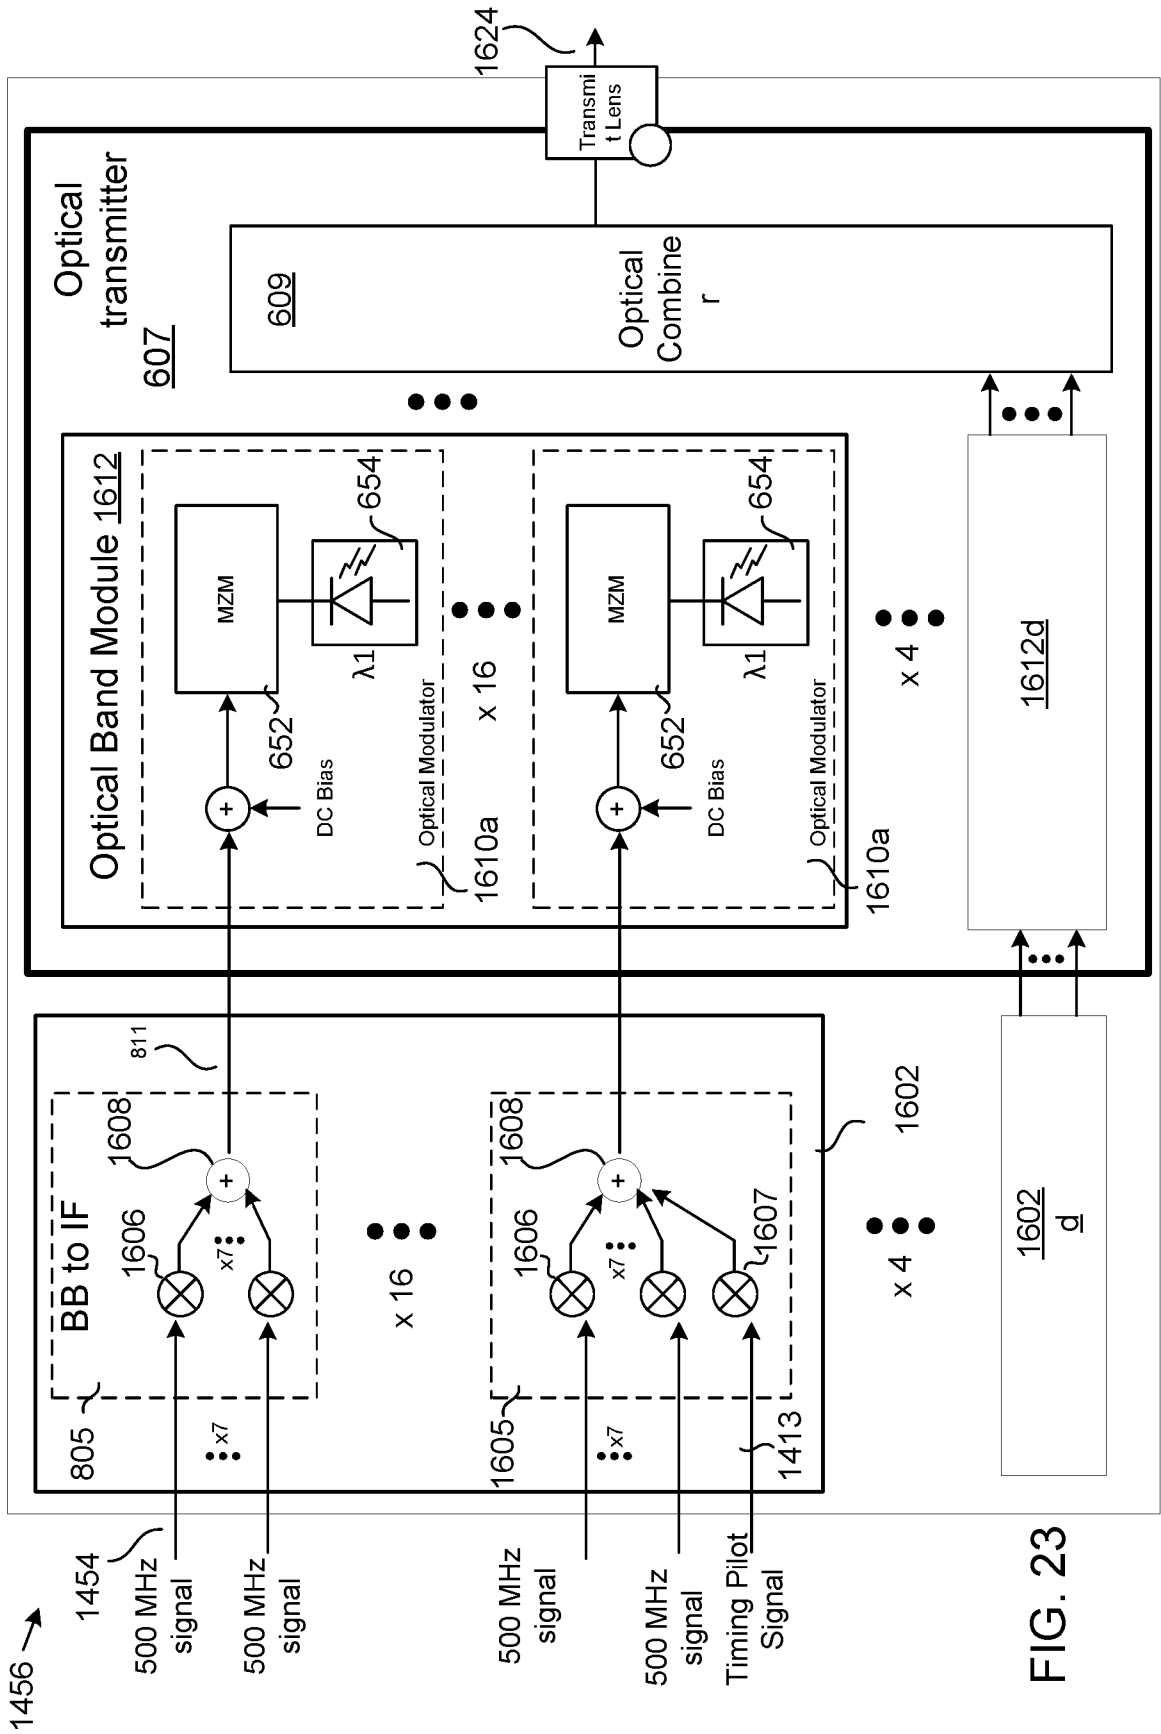 1456
1454
500 MHz
signal
500 MHz
signal
500 MHz
signal
500 MHz
signal
Timing Pilot
Signal
805
BB to IF
1606
x7
x7
1608
811
x 16
1605
1606
x7
x7
1608
1607
1413
1602
x 4
1602
d
Optical
transmitter
607
Optical Band Module 1612
MZM
652
654
λ1
DC Bias
Optical Modulator
1610a
x 16
MZM
652
654
λ1
DC Bias
Optical Modulator
1610a
x 4
1612d
609
Optical
Combine
r
Transmi
t Lens
1624
+
+
+
+
FIG. 23